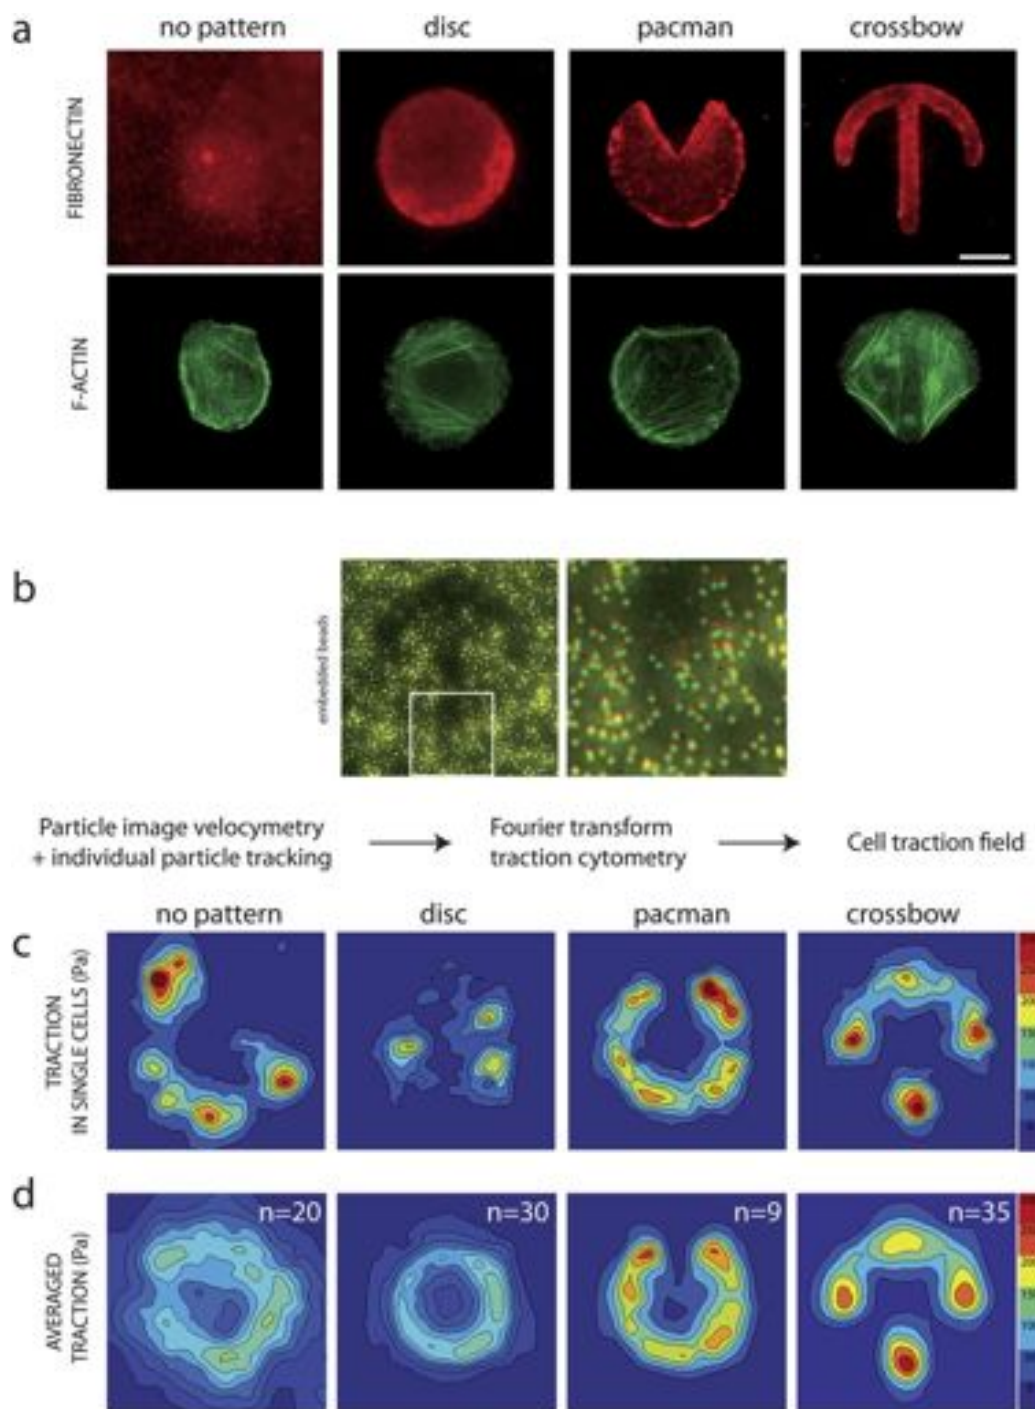 a
no pattern disc pacman crossbow
FIBRONECTIN
F-ACTIN
b
embedded beads
Particle image velocymetry
+ individual particle tracking
Fourier transform
traction cytometry
Cell traction field
no pattern disc pacman crossbow
c
TRACTION
IN SINGLE CELLS (Pa)
d
AVERAGED
TRACTION (Pa)
n=20 n=30 n=9 n=35